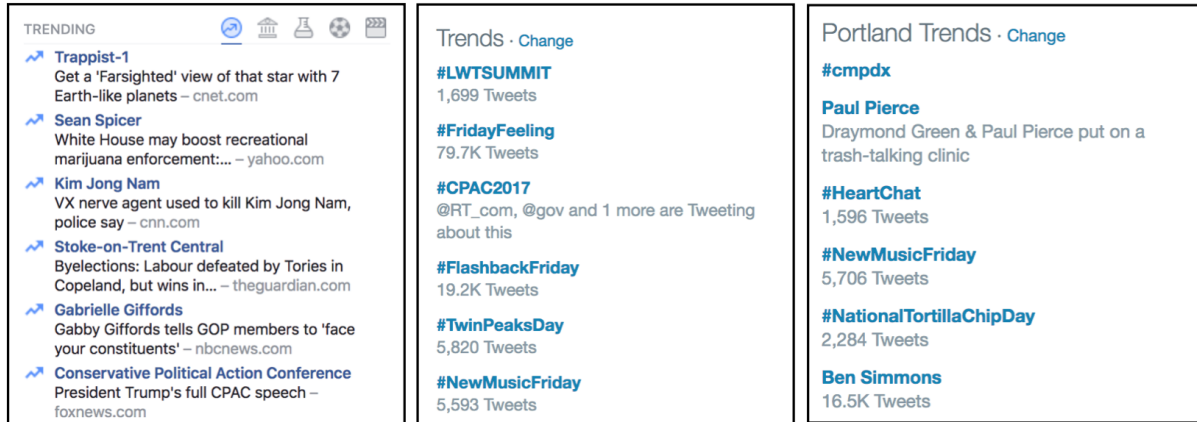 TRENDING
Trappist-1
Get a 'Farsighted' view of that star with 7
Earth-like planets – cnet.com
Sean Spicer
White House may boost recreational
marijuana enforcement:... – yahoo.com
Kim Jong Nam
VX nerve agent used to kill Kim Jong Nam,
police say – cnn.com
Stoke-on-Trent Central
Byelections: Labour defeated by Tories in
Copeland, but wins in... – theguardian.com
Gabrielle Giffords
Gabby Giffords tells GOP members to 'face
your constituents' – nbcnews.com
Conservative Political Action Conference
President Trump's full CPAC speech –
foxnews.com
Trends · Change
#LWTSUMMIT
1,699 Tweets
#FridayFeeling
79.7K Tweets
#CPAC2017
@RT_com, @gov and 1 more are Tweeting
about this
#FlashbackFriday
19.2K Tweets
#TwinPeaksDay
5,820 Tweets
#NewMusicFriday
5,593 Tweets
Portland Trends · Change
#cmpdx
Paul Pierce
Draymond Green & Paul Pierce put on a
trash-talking clinic
#HeartChat
1,596 Tweets
#NewMusicFriday
5,706 Tweets
#NationalTortillaChipDay
2,284 Tweets
Ben Simmons
16.5K Tweets